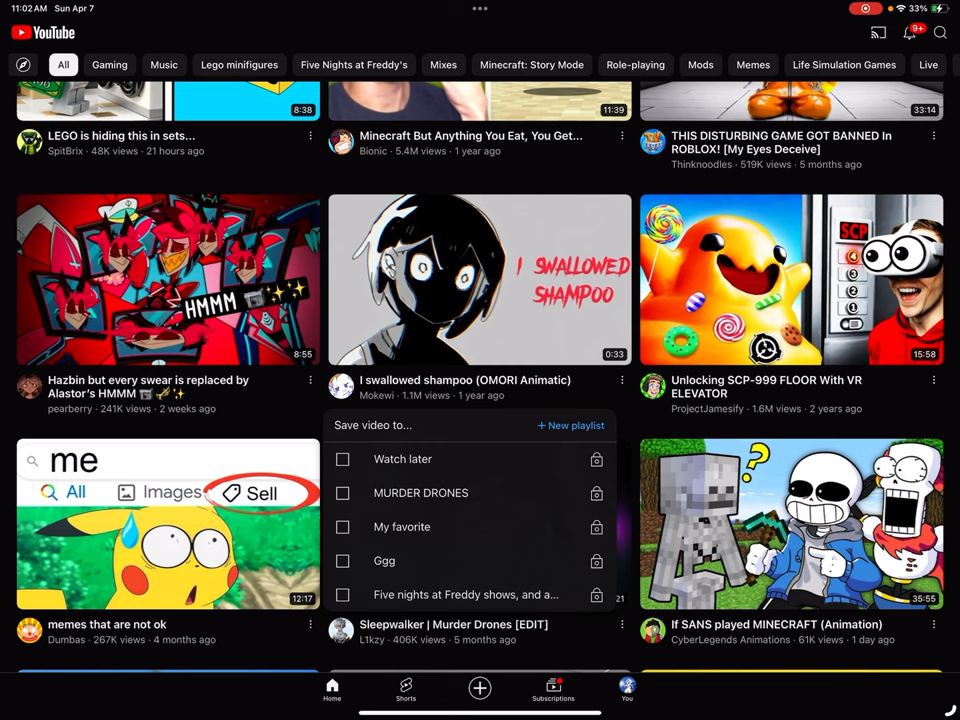 11:02 AM Sun Apr 7
33%
YouTube
9+
All
Gaming
Music
Lego minifigures
Five Nights at Freddy's
Mixes
Minecraft: Story Mode
Role-playing
Mods
Memes
Life Simulation Games
Live
8:38
11:39
33:14
LEGO is hiding this in sets...
SpitBrix · 48K views · 21 hours ago
Minecraft But Anything You Eat, You Get...
Bionic · 5.4M views · 1 year ago
THIS DISTURBING GAME GOT BANNED In
ROBLOX! [My Eyes Deceive]
Thinknoodles · 519K views · 5 months ago
HMMM
8:55
I SWALLOWED
SHAMPOO
0:33
SCP
4
3
2
1
15:58
Hazbin but every swear is replaced by
Alastor's HMMM 📷🎺✨
pearberry · 241K views · 2 weeks ago
I swallowed shampoo (OMORI Animatic)
Mokewi · 1.1M views · 1 year ago
Unlocking SCP-999 FLOOR With VR
ELEVATOR
ProjectJamesify · 1.6M views · 2 years ago
Save video to...
+ New playlist
Watch later
MURDER DRONES
My favorite
Ggg
Five nights at Freddy shows, and a...
me
All
Images
Sell
12:17
21
?
35:55
memes that are not ok
Dumbas · 267K views · 4 months ago
Sleepwalker | Murder Drones [EDIT]
L1kzy · 406K views · 5 months ago
If SANS played MINECRAFT (Animation)
CyberLegends Animations · 61K views · 1 day ago
Home
Shorts
Subscriptions
You